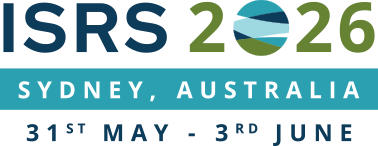 ISRS 2026
SYDNEY, AUSTRALIA
31ST MAY - 3RD JUNE